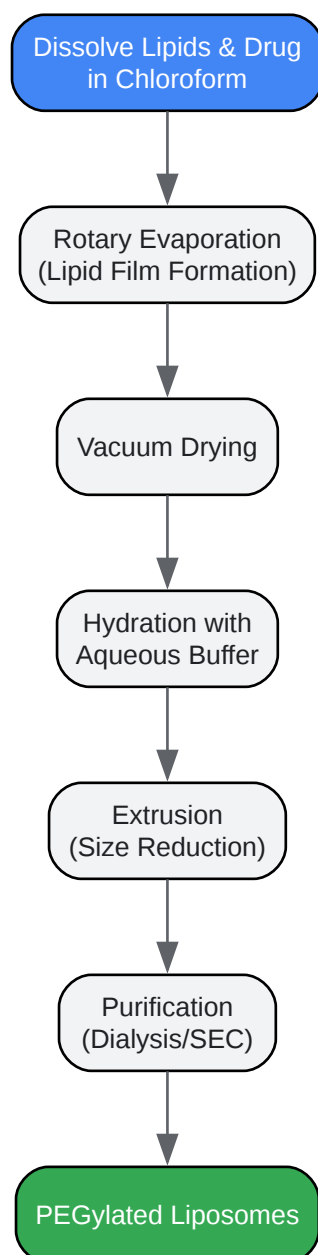 Dissolve Lipids & Drug
in Chloroform
Rotary Evaporation
(Lipid Film Formation)
Vacuum Drying
Hydration with
Aqueous Buffer
Extrusion
(Size Reduction)
Purification
(Dialysis/SEC)
PEGylated Liposomes